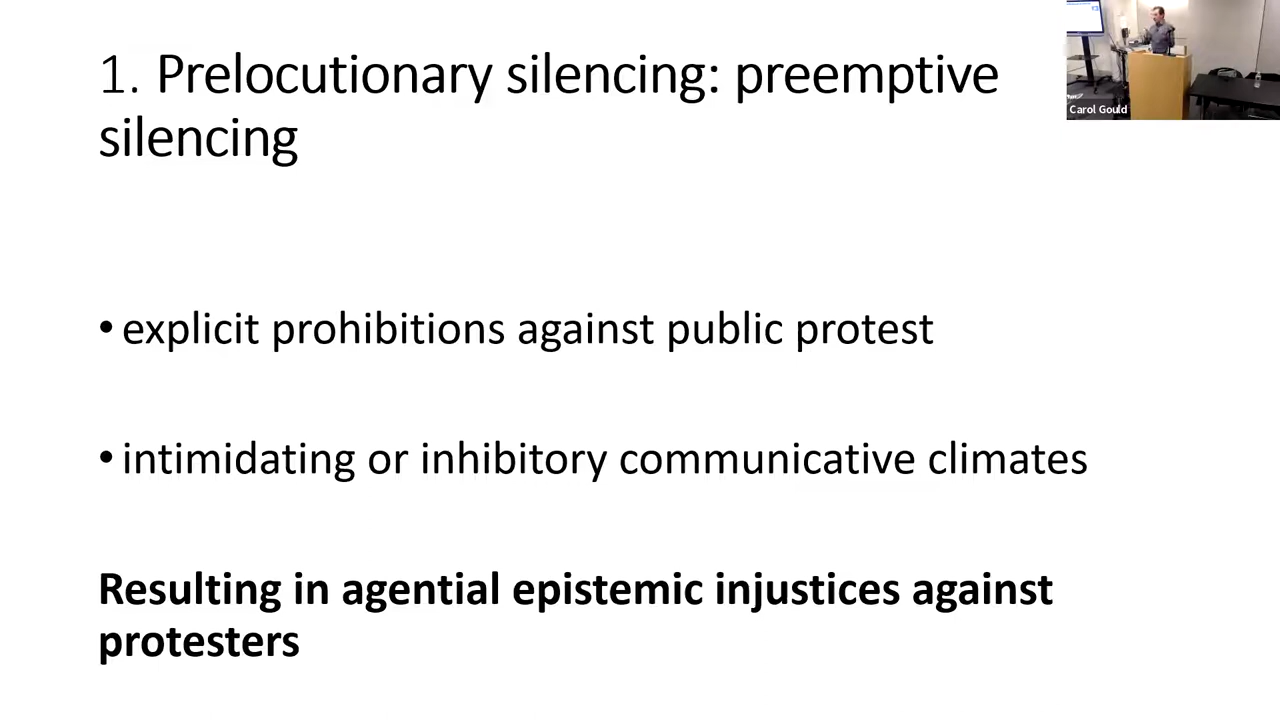 1. Prelocutionary silencing: preemptive
silencing
• explicit prohibitions against public protest
• intimidating or inhibitory communicative climates
Resulting in agential epistemic injustices against
protesters
Carol Gould